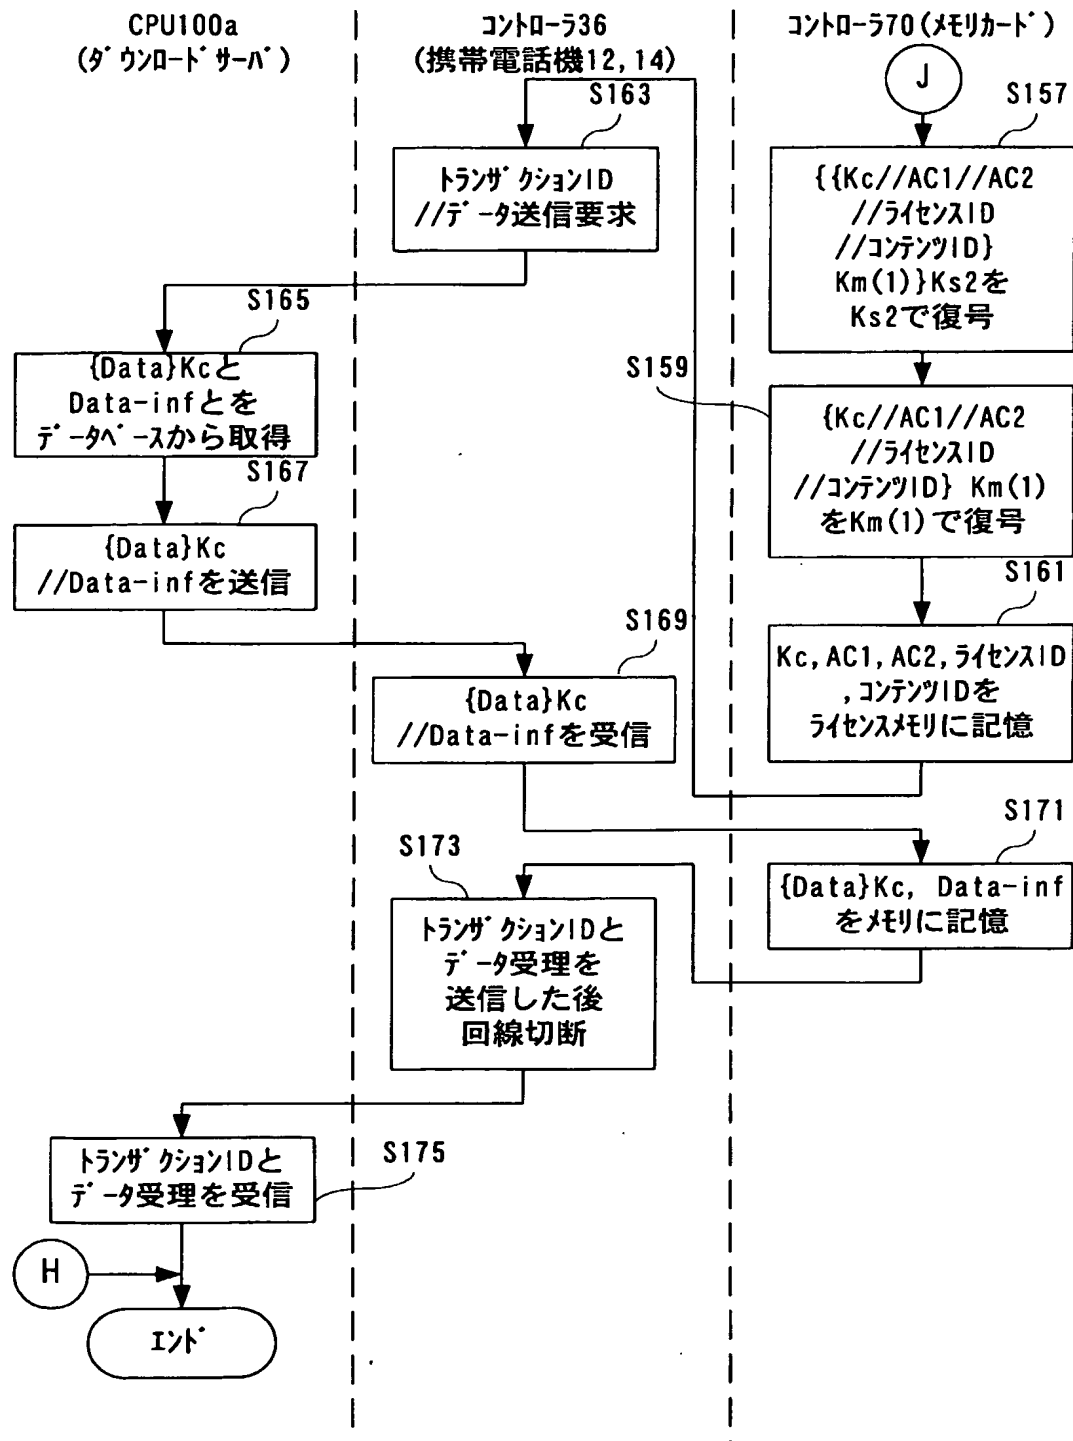 CPU100a
(ダウンロードサーバ)
コントローラ36
(携帯電話機12,14)
コントローラ70(メモリカード)
J
S157
{{Kc//AC1//AC2
//ライセンスID
//コンテンツID}
Km(1)}Ks2を
Ks2で復号
S159
{Kc//AC1//AC2
//ライセンスID
//コンテンツID} Km(1)
をKm(1)で復号
S161
Kc,AC1,AC2,ライセンスID
,コンテンツIDを
ライセンスメモリに記憶
S163
トランザクションID
//データ送信要求
S165
{Data}Kcと
Data-infとを
データベースから取得
S167
{Data}Kc
//Data-infを送信
S169
{Data}Kc
//Data-infを受信
S171
{Data}Kc, Data-inf
をメモリに記憶
S173
トランザクションIDと
データ受理を
送信した後
回線切断
S175
トランザクションIDと
データ受理を受信
H
エンド